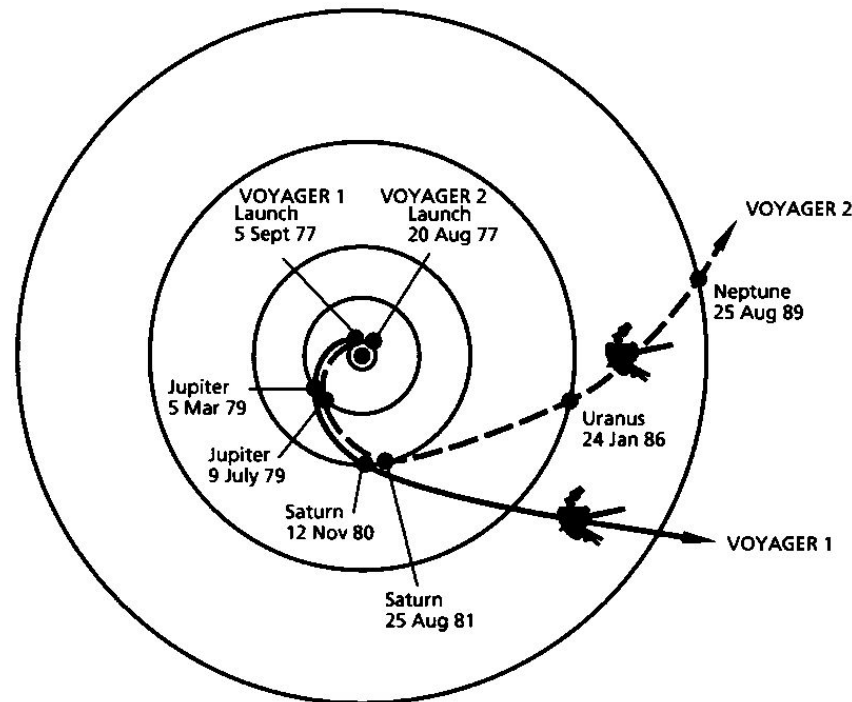 VOYAGER 1
Launch
5 Sept 77
VOYAGER 2
Launch
20 Aug 77
VOYAGER 2
Neptune
25 Aug 89
Jupiter
5 Mar 79
Uranus
24 Jan 86
Jupiter
9 July 79
Saturn
12 Nov 80
VOYAGER 1
Saturn
25 Aug 81